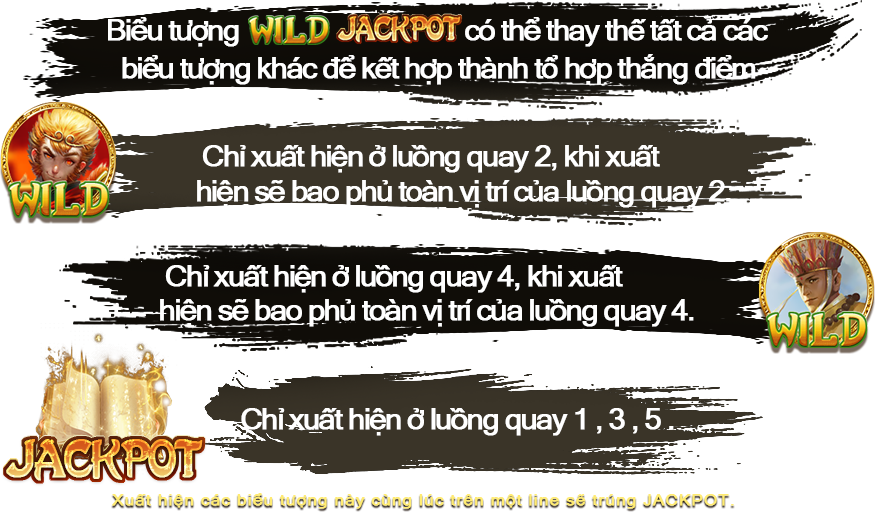 Biểu tượng WILD JACKPOT có thể thay thế tất cả các
biểu tượng khác để kết hợp thành tổ hợp thắng điểm
WILD
Chỉ xuất hiện ở luồng quay 2, khi xuất
hiên sẽ bao phủ toàn vị trí của luồng quay 2
Chỉ xuất hiện ở luồng quay 4, khi xuất
hiên sẽ bao phủ toàn vị trí của luồng quay 4.
WILD
Chỉ xuất hiện ở luồng quay 1 , 3 , 5 .
JACKPOT
Xuất hiện các biểu tượng này cùng lúc trên một line sẽ trúng JACKPOT.